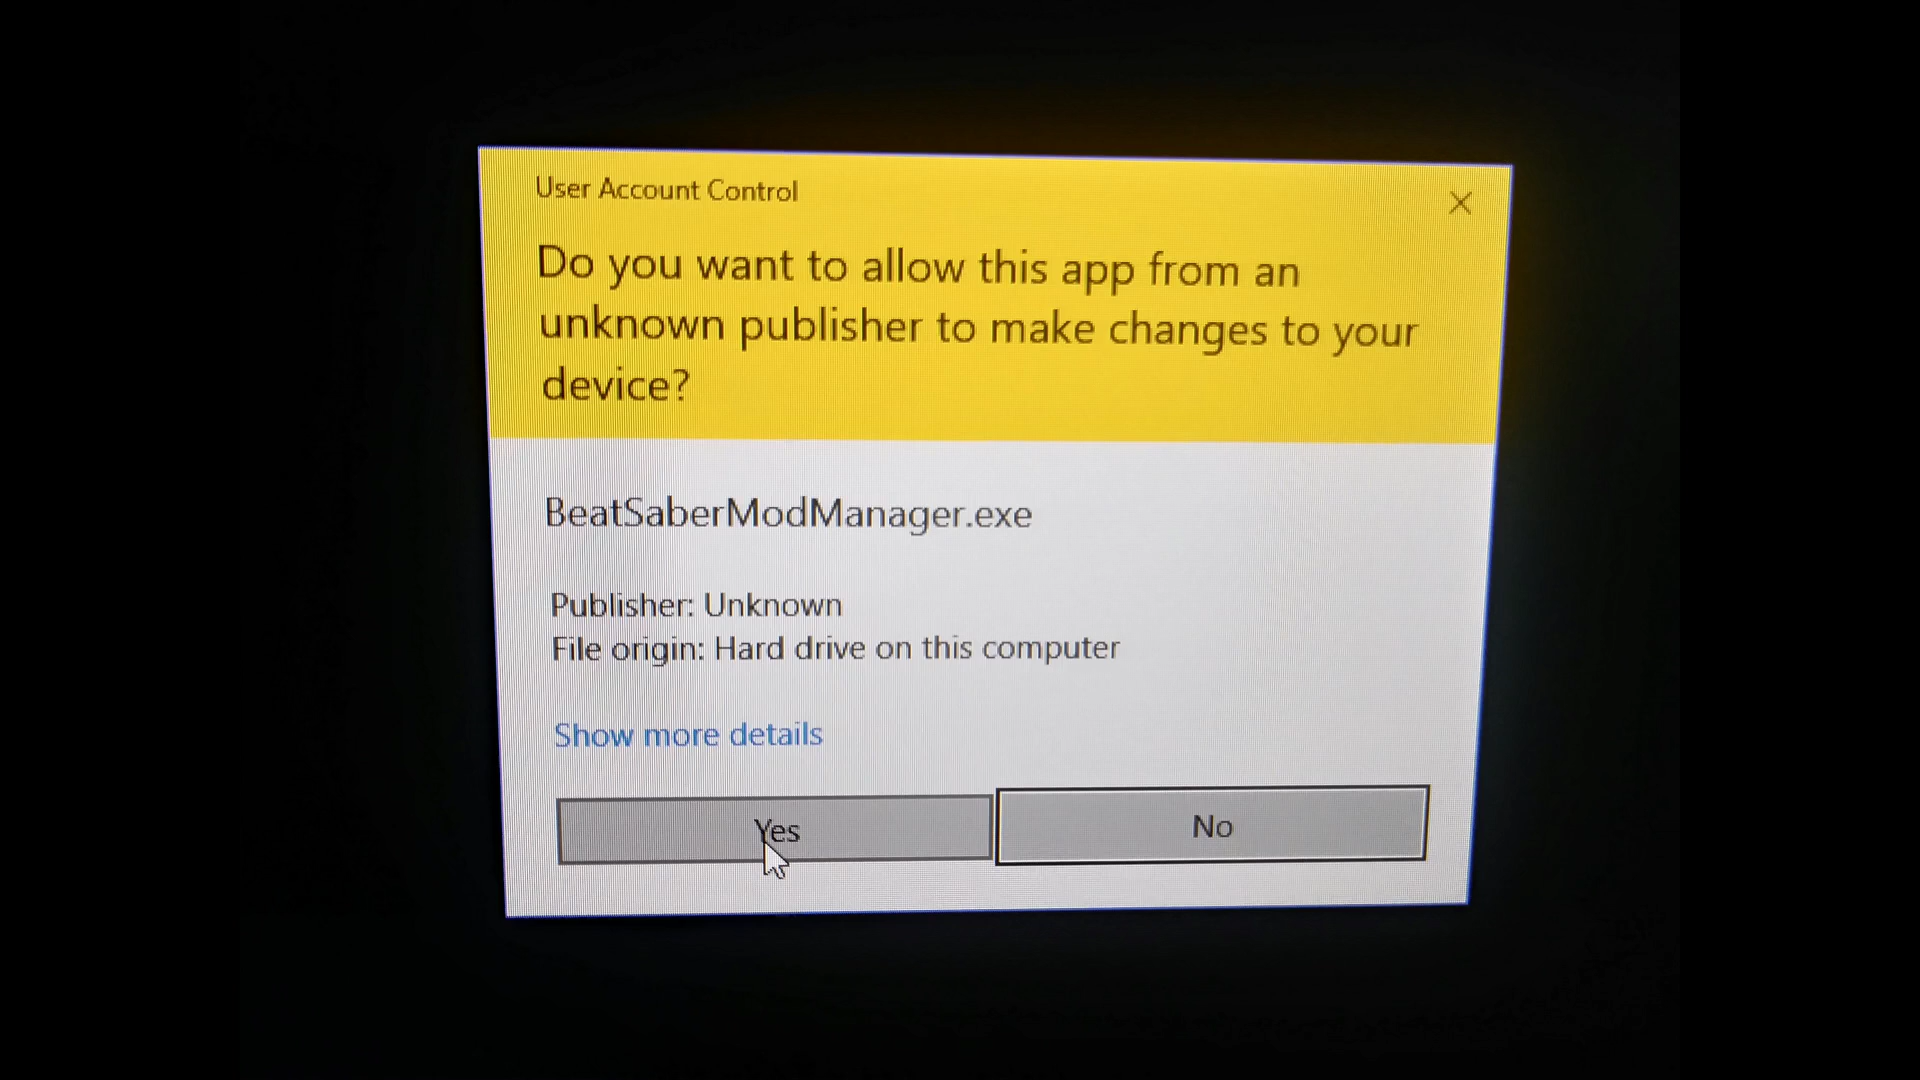 User Account Control
Do you want to allow this app from an
unknown publisher to make changes to your
device?
BeatSaberModManager.exe
Publisher: Unknown
File origin: Hard drive on this computer
Show more details
Yes
No